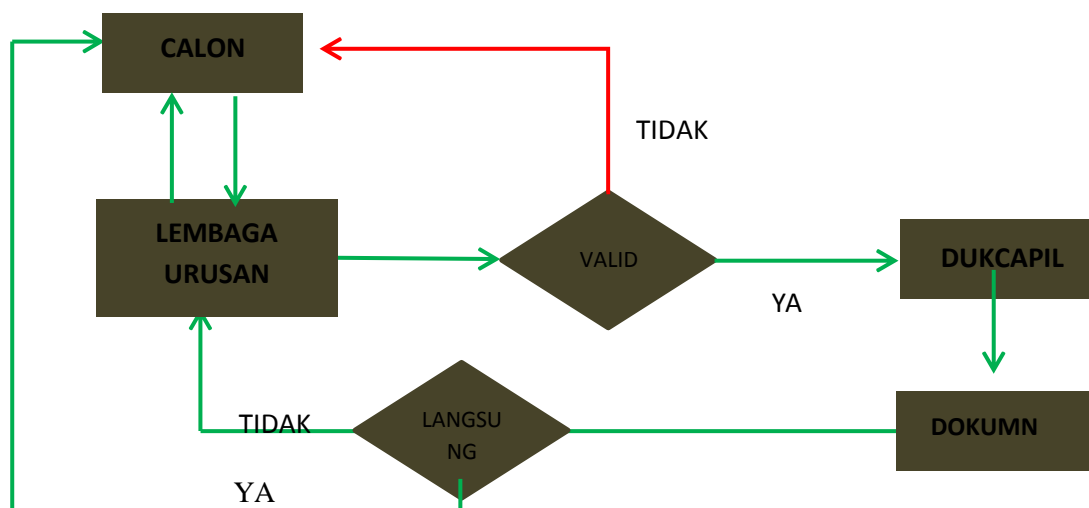 CALON
TIDAK
LEMBAGA
URUSAN
VALID
DUKCAPIL
YA
TIDAK
LANGSU
NG
DOKUMN
YA